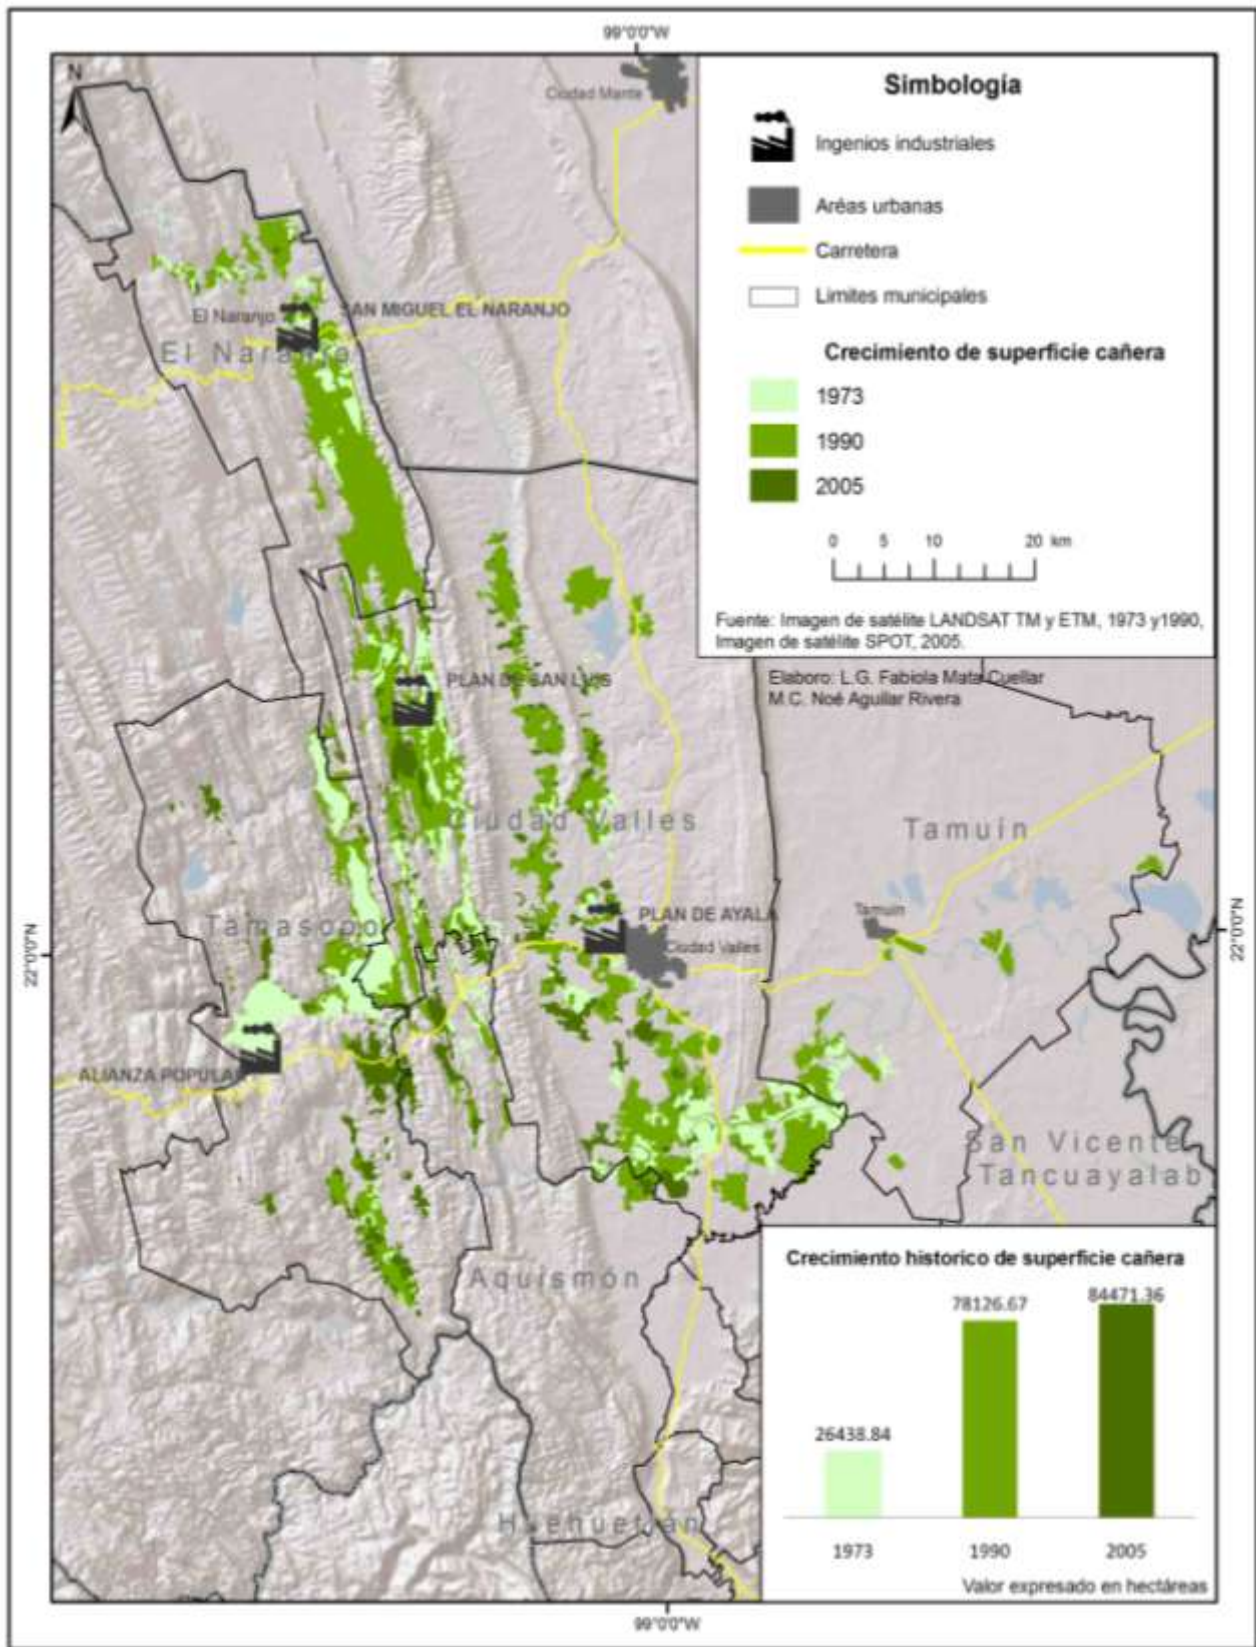 99°0'0"W
N
Ciudad Mante
Simbología
Ingenios industriales
Aréas urbanas
Carretera
Limites municipales
Crecimiento de superficie cañera
1973
1990
2005
0 5 10 20 km
Fuente: Imagen de satélite LANDSAT TM y ETM, 1973 y1990,
Imagen de satélite SPOT, 2005.
Elaboro: L.G. Fabiola Mata Cuellar
M.C. Noé Aguilar Rivera
El Naranjo
SAN MIGUEL EL NARANJO
El Naranjo
PLAN DE SAN LUIS
Ciudad Valles
Tamuin
Tamasopo
PLAN DE AYALA
Ciudad Valles
Tamuin
22°0'0"N
22°0'0"N
ALIANZA POPULAR
San Vicente
Tancuayalab
Aquismón
Huehuetlán
Crecimiento historico de superficie cañera
26438.84
78126.67
84471.36
1973
1990
2005
Valor expresado en hectáreas
99°0'0"W